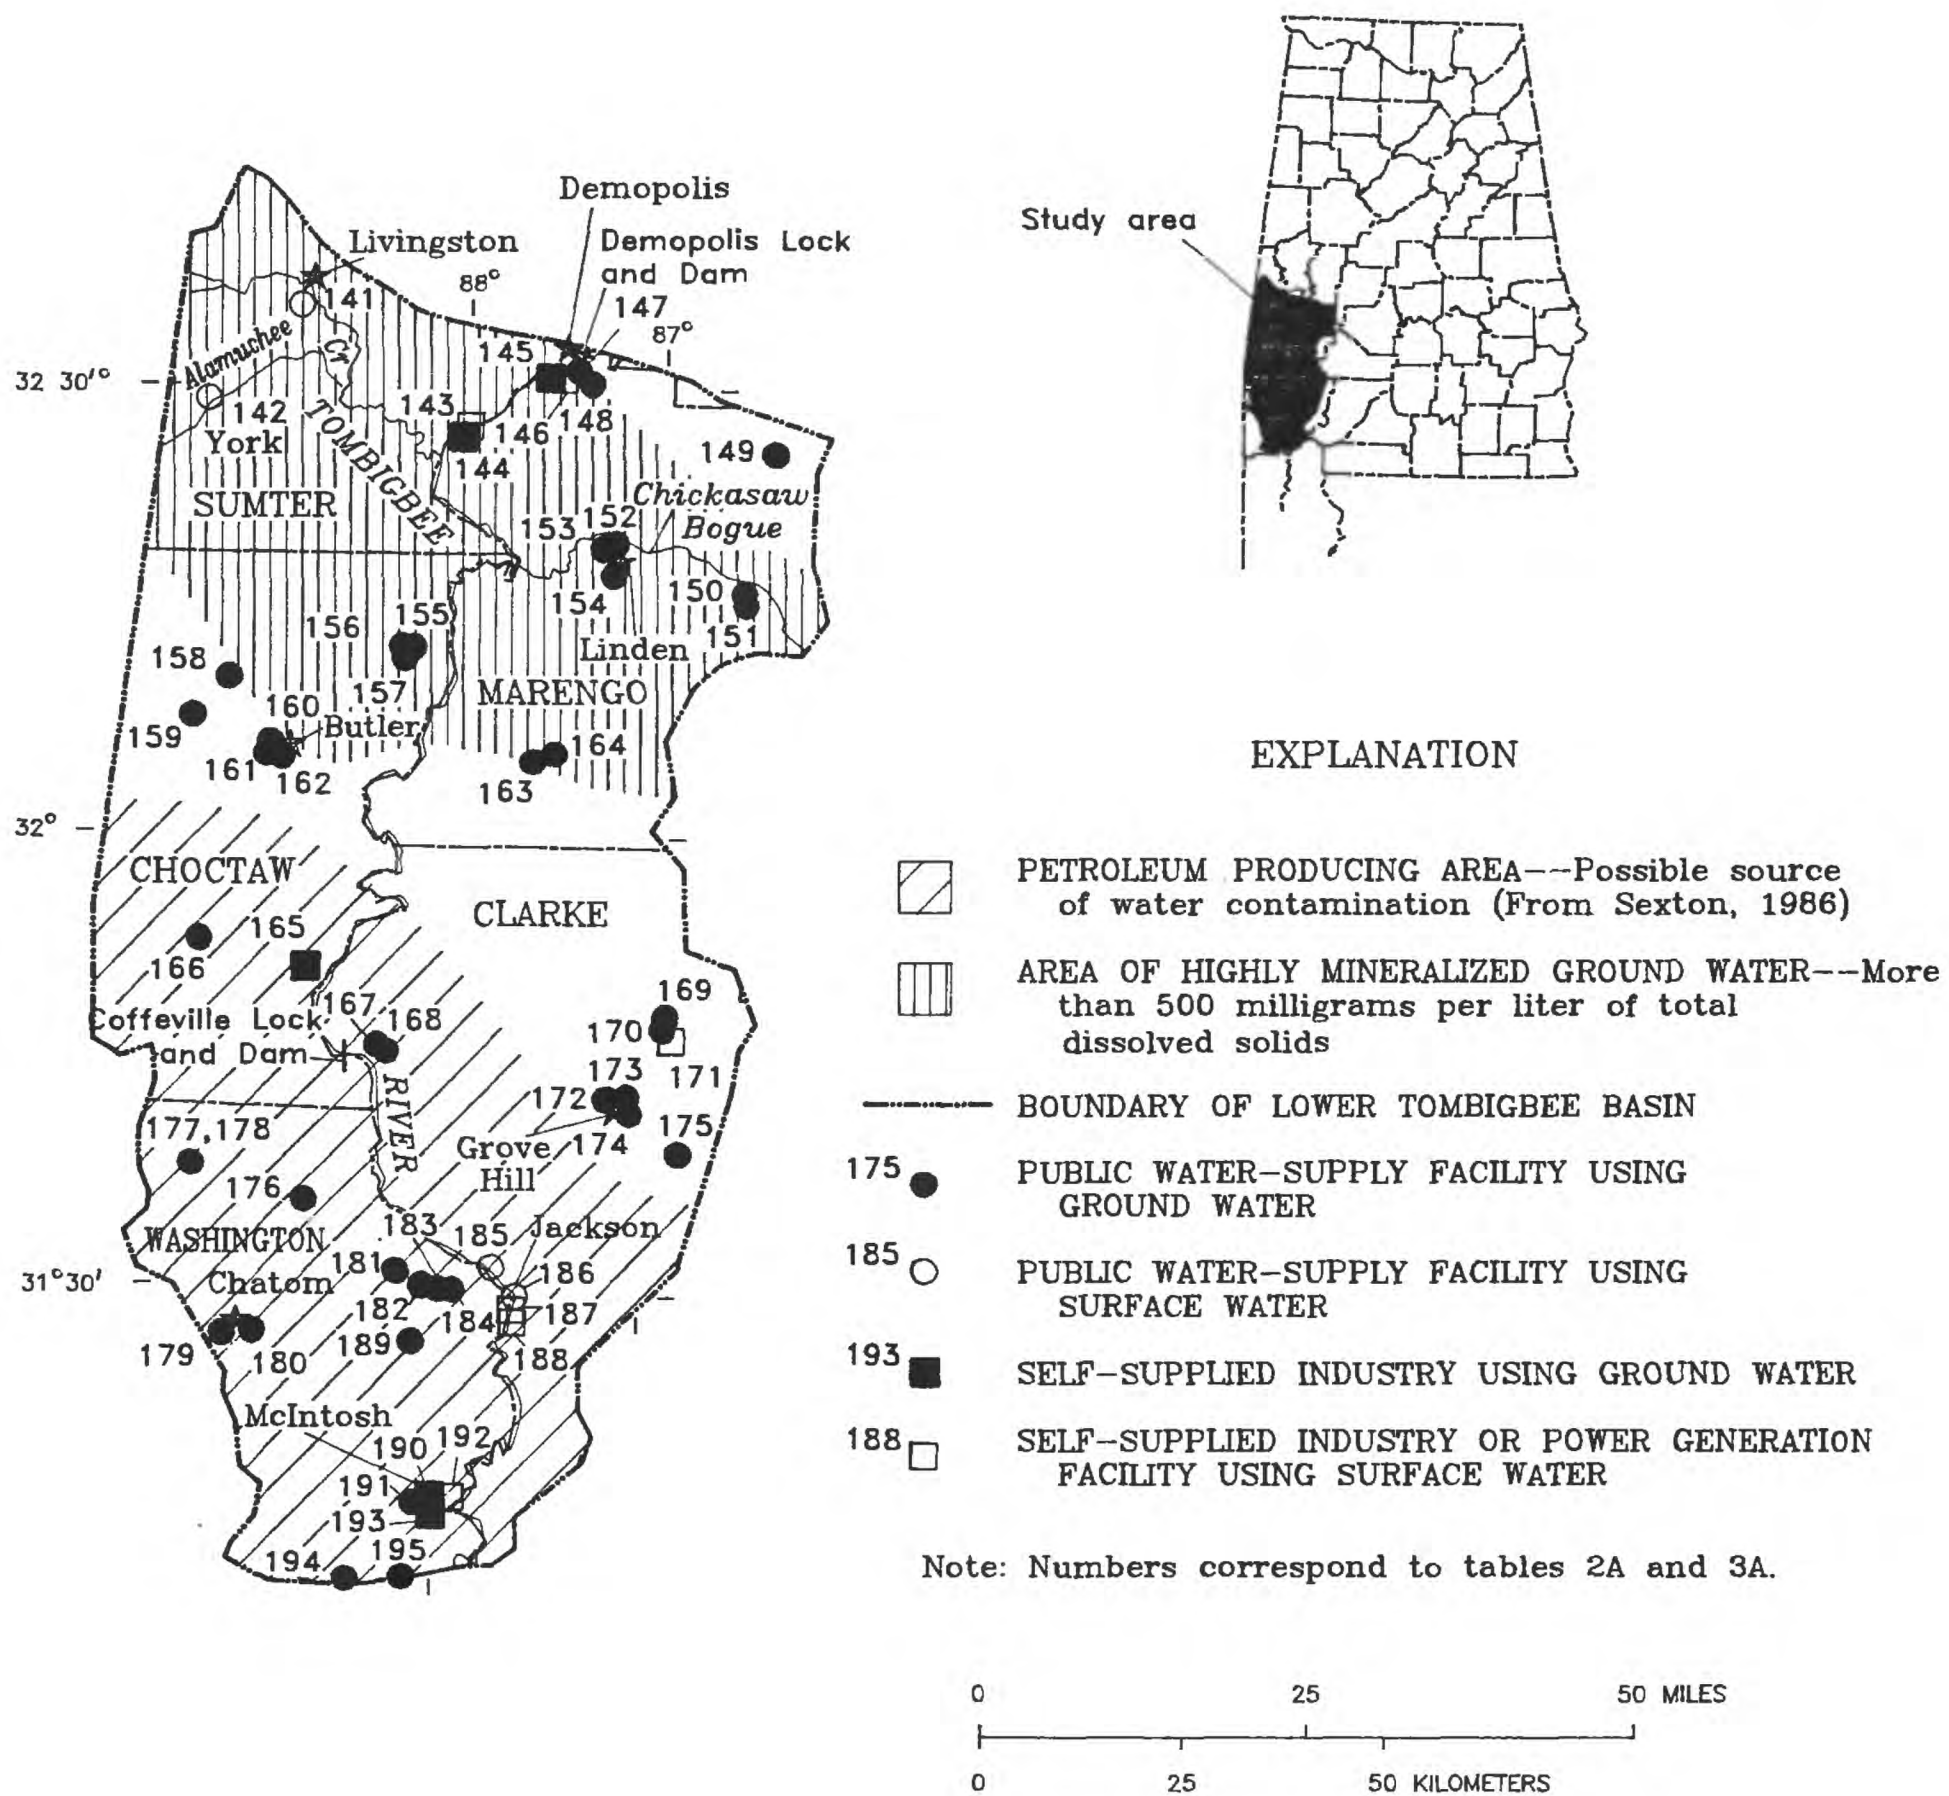 Demopolis
Livingston
Demopolis Lock
and Dam
141
88°
147
87°
145
Alamuchee
Cr
32 30'°
142
143
146
148
York
TOMBIGBEE
144
149
SUMTER
Chickasaw
Bogue
153
152
150
154
151
156
155
Linden
158
157
MARENGO
160
Butler
159
164
161
162
163
32°
CHOCTAW
CLARKE
165
166
169
167
168
170
Coffeville Lock
and Dam
171
173
172
RIVER
177,178
175
Grove
Hill
174
176
183
185
Jackson
WASHINGTON
181
186
31°30'
Chatom
182
184
187
189
188
179
180
McIntosh
190
192
191
193
194
195
Study area
EXPLANATION
PETROLEUM PRODUCING AREA--Possible source
of water contamination (From Sexton, 1986)
AREA OF HIGHLY MINERALIZED GROUND WATER--More
than 500 milligrams per liter of total
dissolved solids
BOUNDARY OF LOWER TOMBIGBEE BASIN
175 PUBLIC WATER-SUPPLY FACILITY USING
GROUND WATER
185 PUBLIC WATER-SUPPLY FACILITY USING
SURFACE WATER
193 SELF-SUPPLIED INDUSTRY USING GROUND WATER
188 SELF-SUPPLIED INDUSTRY OR POWER GENERATION
FACILITY USING SURFACE WATER
Note: Numbers correspond to tables 2A and 3A.
0 25 50 MILES
0 25 50 KILOMETERS